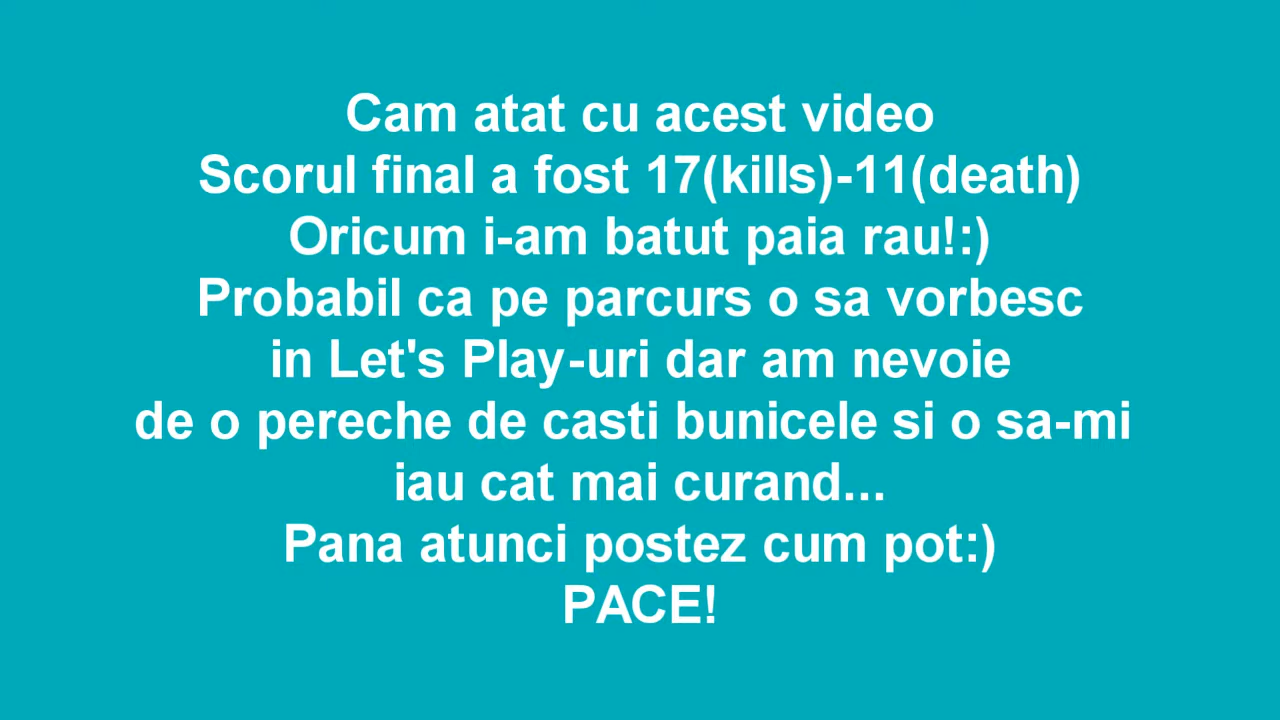 Cam atat cu acest video
Scorul final a fost 17(kills)-11(death)
Oricum i-am batut paia rau!:)
Probabil ca pe parcurs o sa vorbesc
in Let's Play-uri dar am nevoie
de o pereche de casti bunicele si o sa-mi
iau cat mai curand...
Pana atunci postez cum pot:)
PACE!